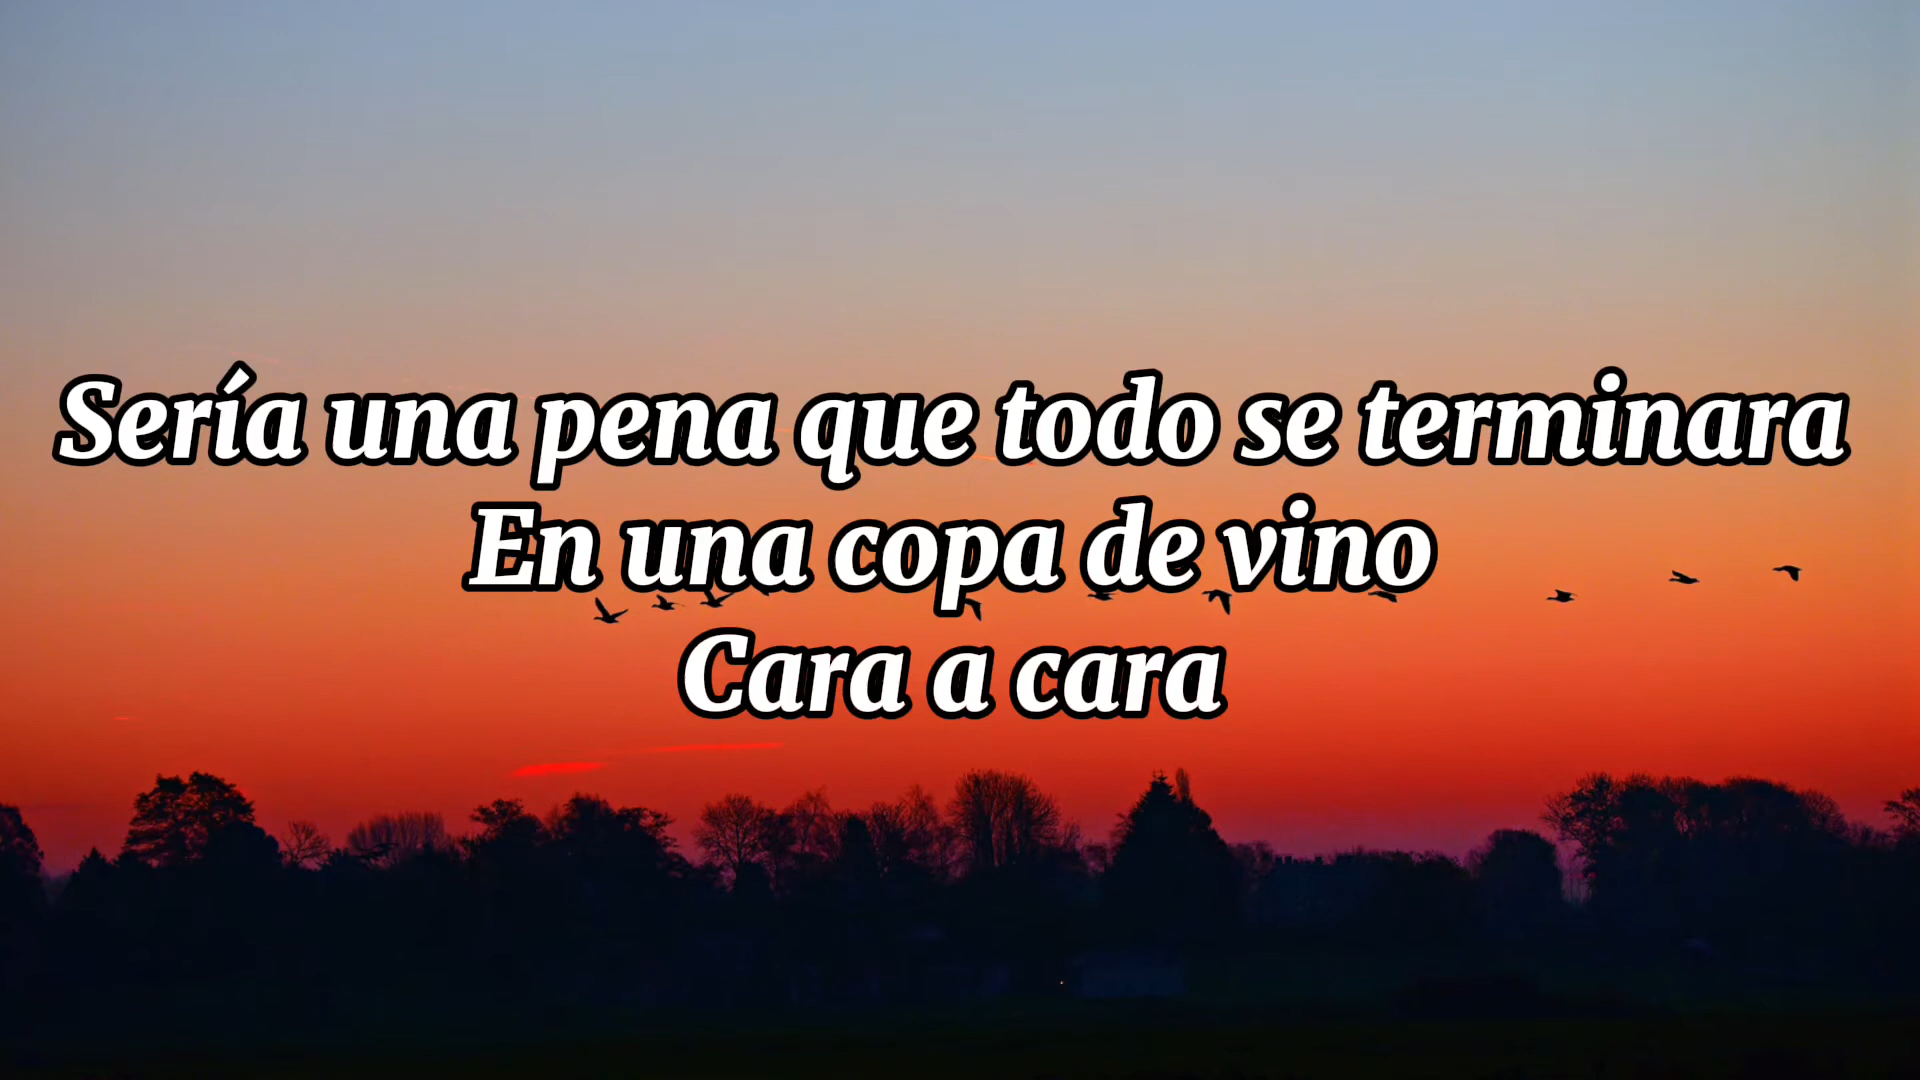 Sería una pena que todo se terminara
En una copa de vino
Cara a cara